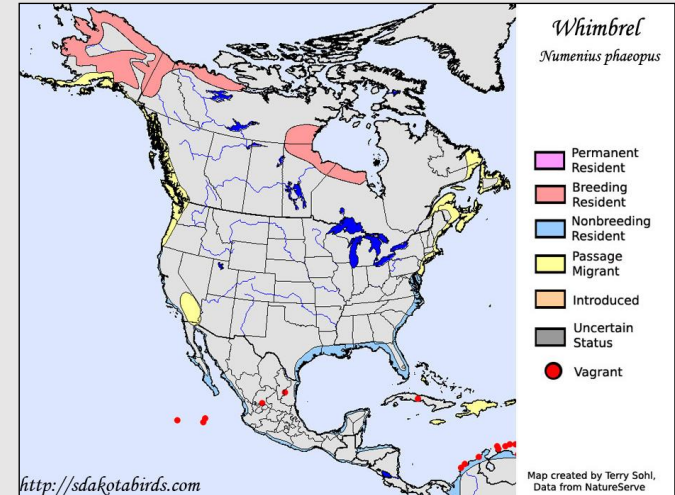 Whimbrel
Numenius phaeopus
Permanent
Resident
Breeding
Resident
Nonbreeding
Resident
Passage
Migrant
Introduced
Uncertain
Status
Vagrant
http://sdakotabirds.com
Map created by Terry Sohl,
Data from NatureServe